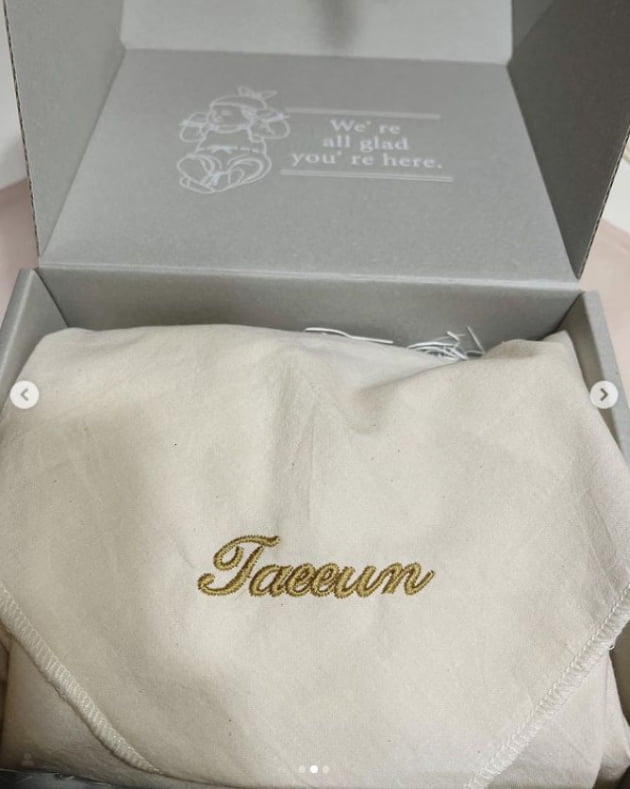 We' re
all glad
you' re here.
Taeeun